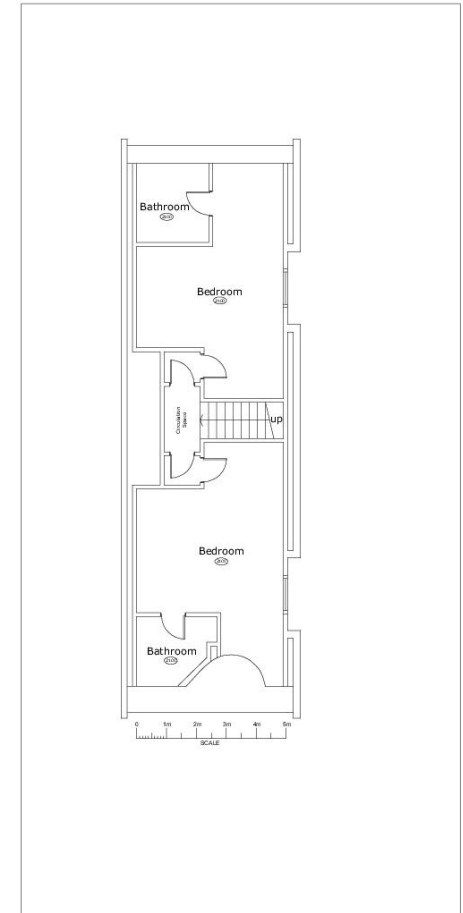 Bathroom
Bedroom
Circulation
Space
up
Bedroom
Bathroom
0 1m 2m 3m 4m 5m
SCALE